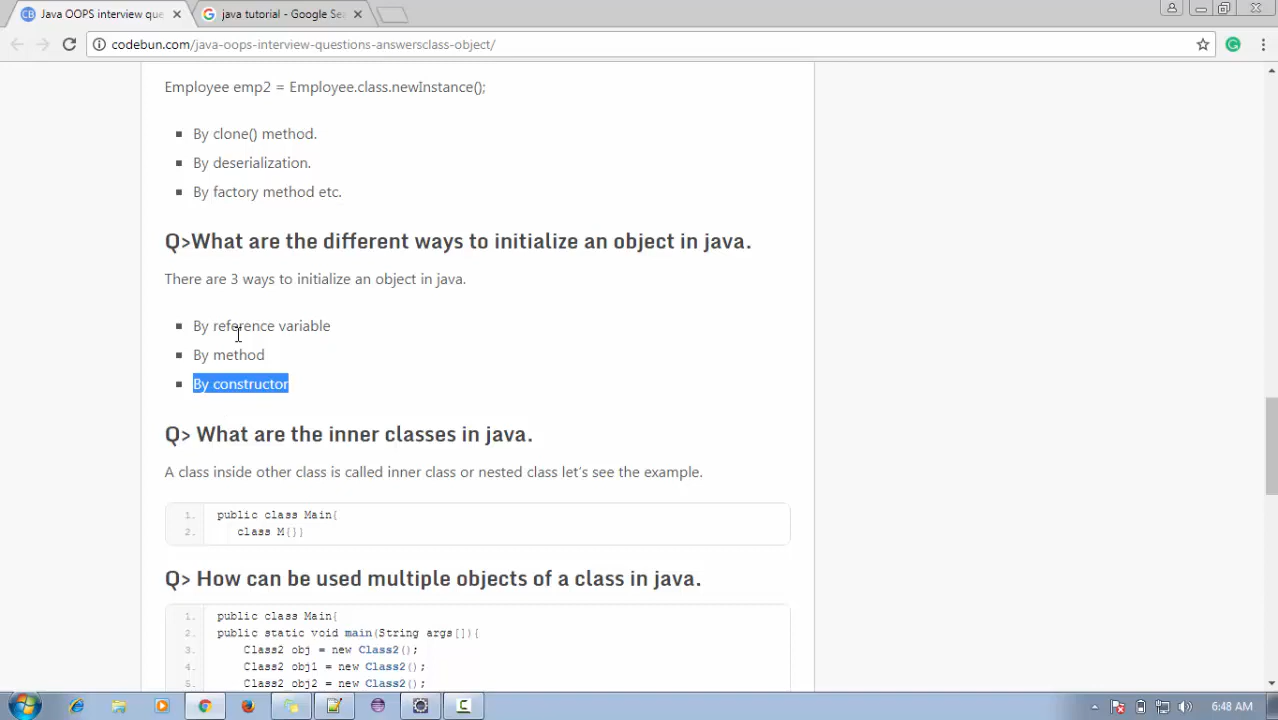 Java OOPS interview que
java tutorial - Google Sea
codebun.com/java-oops-interview-questions-answersclass-object/
Employee emp2 = Employee.class.newInstance();
By clone() method.
By deserialization.
By factory method etc.
Q>What are the different ways to initialize an object in java.
There are 3 ways to initialize an object in java.
By reference variable
By method
By constructor
Q> What are the inner classes in java.
A class inside other class is called inner class or nested class let's see the example.
1. public class Main{
2. class M{}}
Q> How can be used multiple objects of a class in java.
1. public class Main{
2. public static void main(String args[]){
3. Class2 obj = new Class2();
4. Class2 obj1 = new Class2();
5. Class2 obj2 = new Class2();
6:48 AM